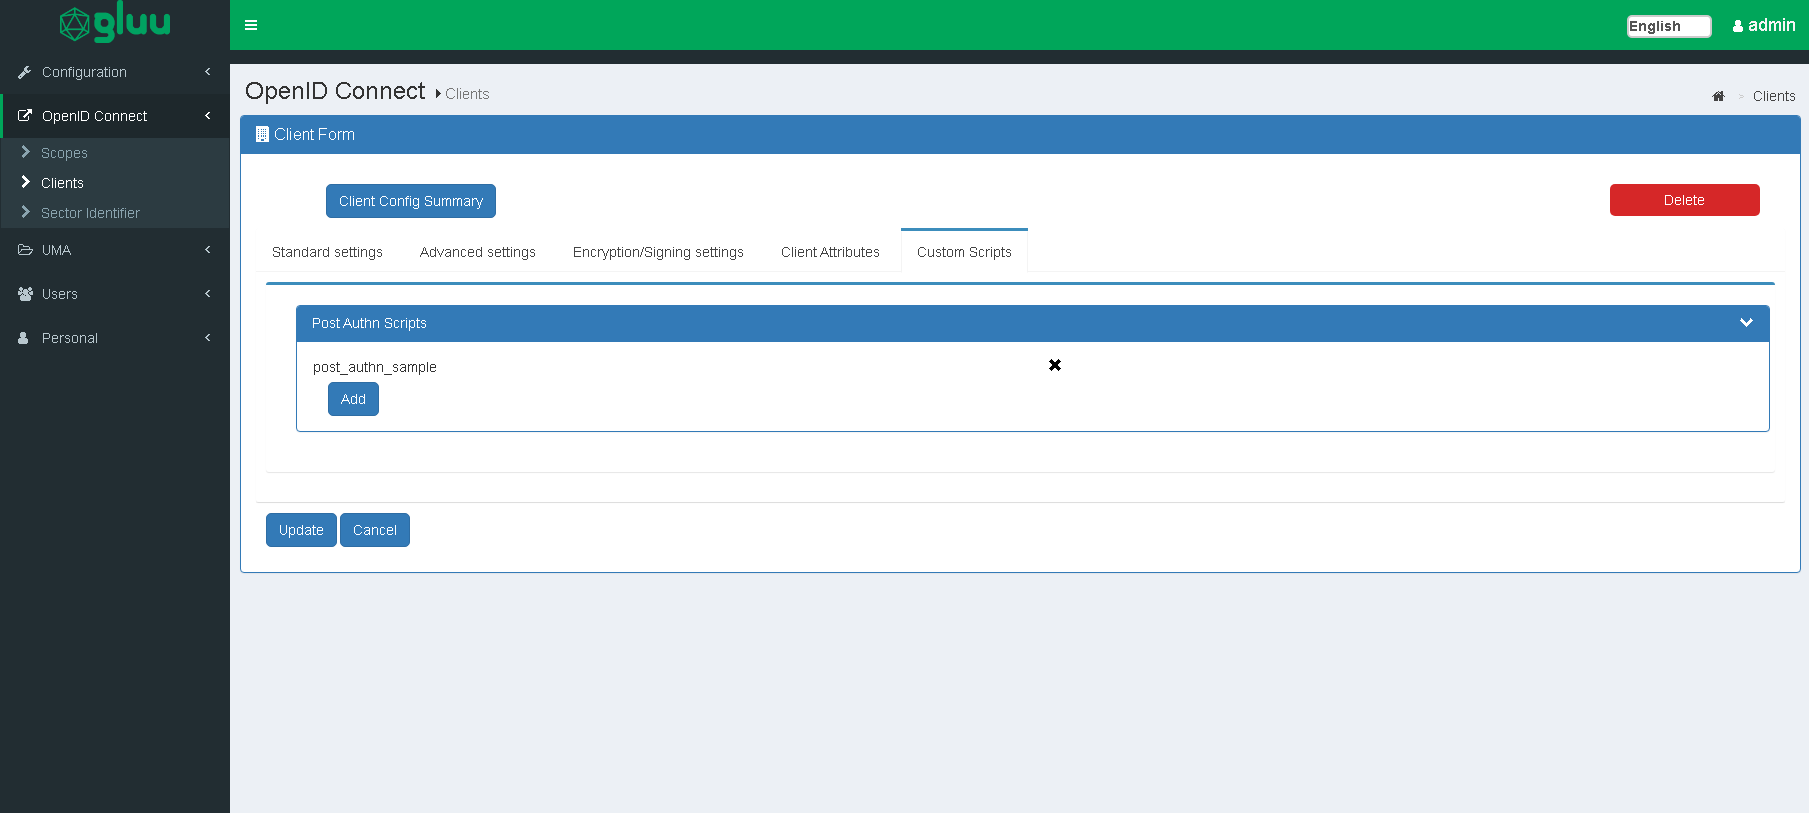 gluu
English
admin
Configuration
OpenID Connect
Scopes
Clients
Sector Identifier
UMA
Users
Personal
OpenID Connect Clients
> Clients
Client Form
Client Config Summary
Delete
Standard settings
Advanced settings
Encryption/Signing settings
Client Attributes
Custom Scripts
Post Authn Scripts
post_authn_sample
Add
Update
Cancel